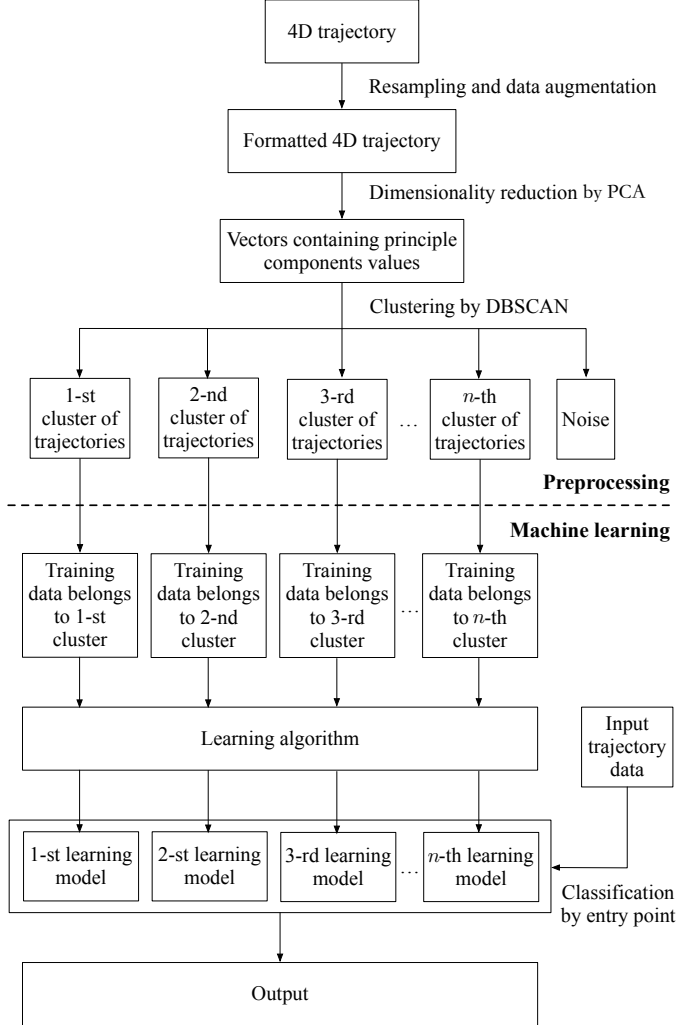 4D trajectory
Resampling and data augmentation
Formatted 4D trajectory
Dimensionality reduction by PCA
Vectors containing principle
components values
Clustering by DBSCAN
1-st
cluster of
trajectories
2-nd
cluster of
trajectories
3-rd
cluster of
trajectories
...
n-th
cluster of
trajectories
Noise
Preprocessing
Machine learning
Training
data belongs
to 1-st
cluster
Training
data belongs
to 2-nd
cluster
Training
data belongs
to 3-rd
cluster
...
Training
data belongs
to n-th
cluster
Learning algorithm
Input
trajectory
data
1-st learning
model
2-st learning
model
3-rd learning
model
...
n-th learning
model
Classification
by entry point
Output